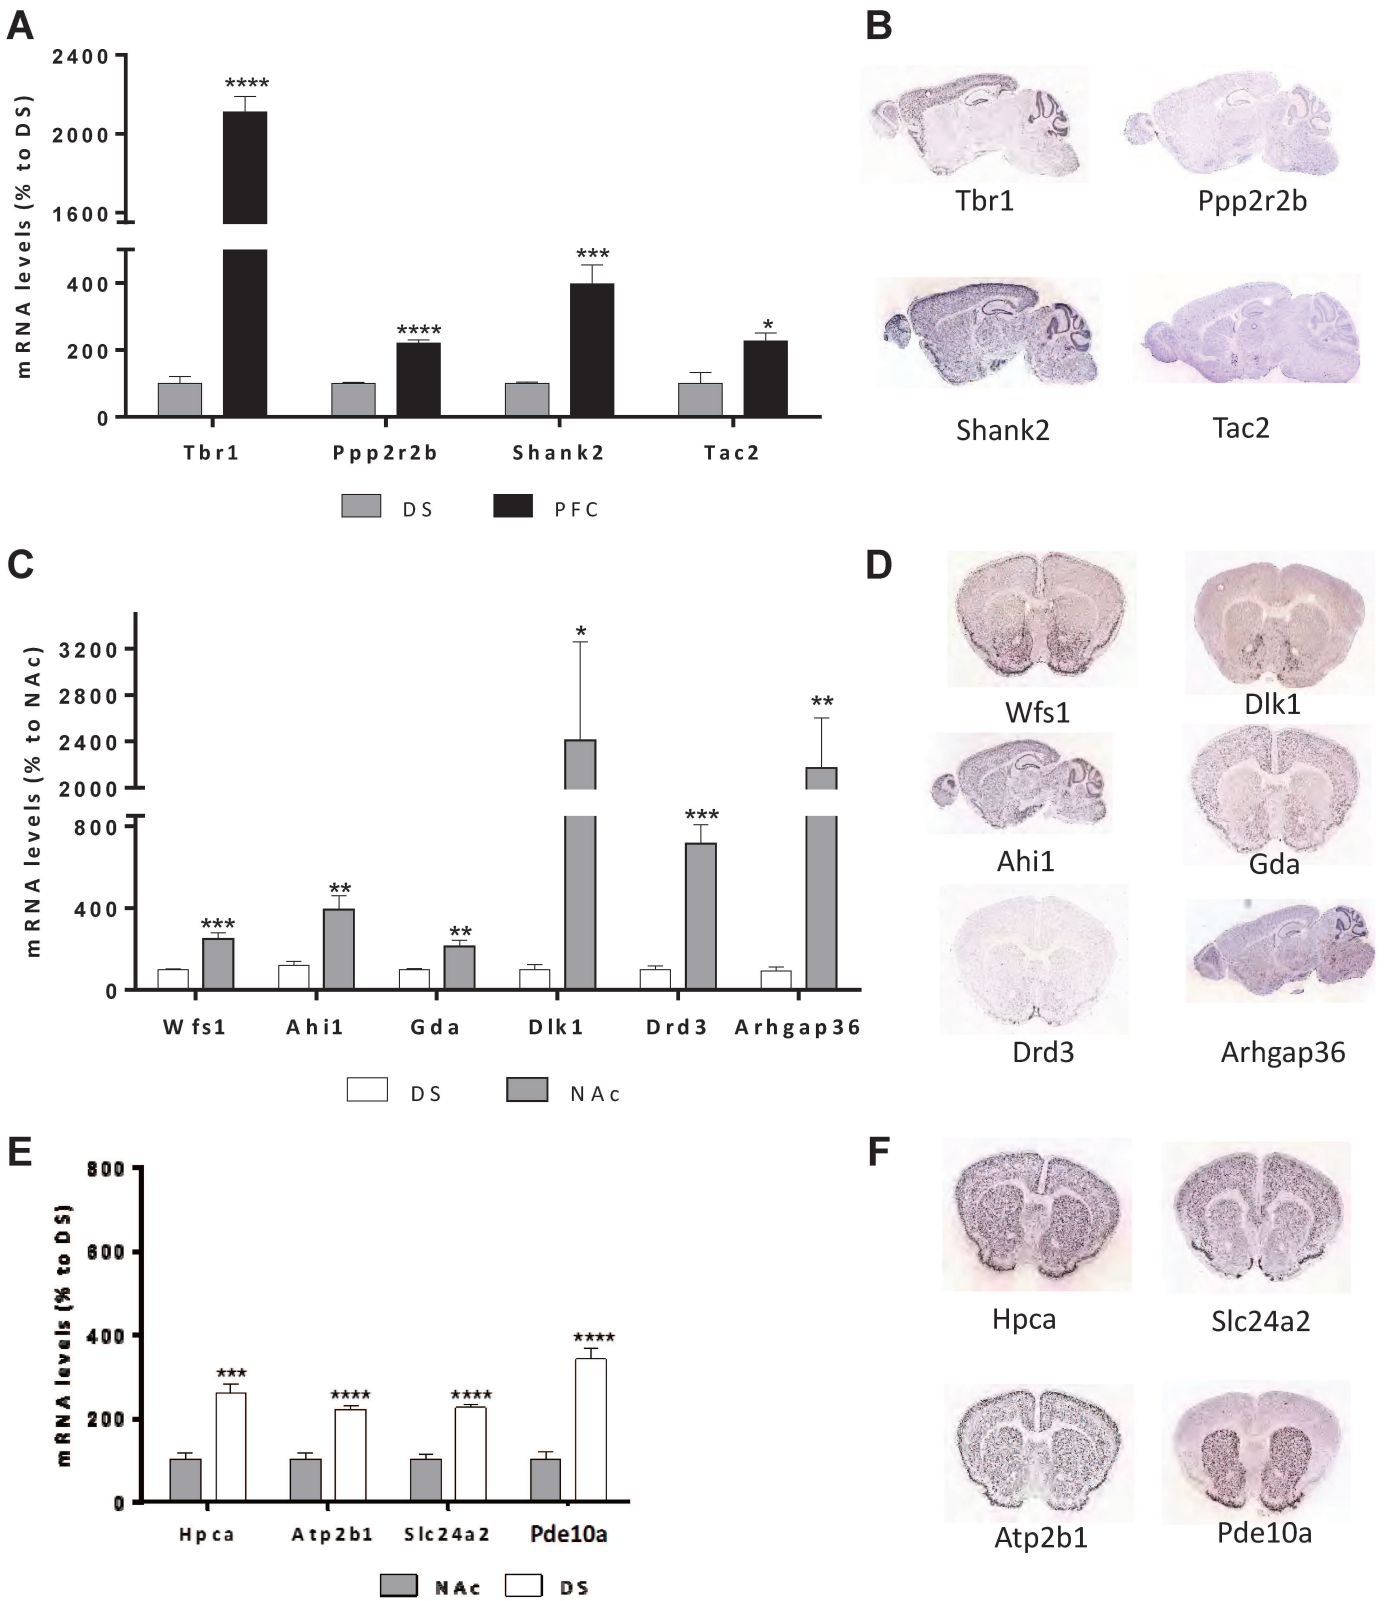 A
mRNA levels (% to DS)
2400
2000
1600
400
200
0
****
****
***
*
Tbr1 Ppp2r2b Shank2 Tac2
DS PFC
B
Tbr1 Ppp2r2b
Shank2 Tac2
C
mRNA levels (% to NAc)
3200
2800
2400
2000
800
400
0
***
**
**
*
***
**
Wfs1 Ahi1 Gda Dlk1 Drd3 Arhgap36
DS NAc
D
Wfs1 Dlk1
Ahi1 Gda
Drd3 Arhgap36
E
mRNA levels (% to DS)
800
600
400
200
0
***
****
****
****
Hpca Atp2b1 Slc24a2 Pde10a
NAc DS
F
Hpca Slc24a2
Atp2b1 Pde10a